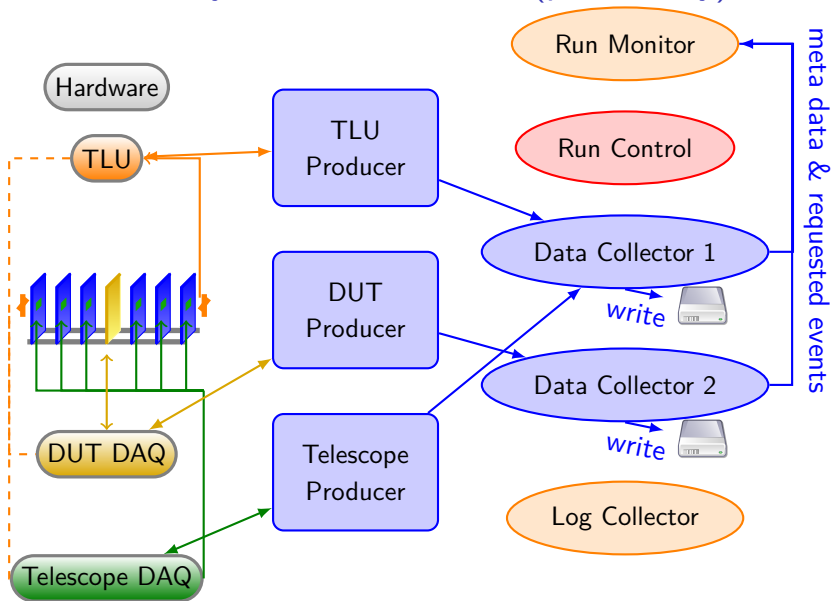 Run Monitor
Hardware
TLU
TLU
Producer
Run Control
meta data & requested events
Data Collector 1
write
DUT
Producer
Data Collector 2
write
DUT DAQ
Telescope
Producer
Log Collector
Telescope DAQ